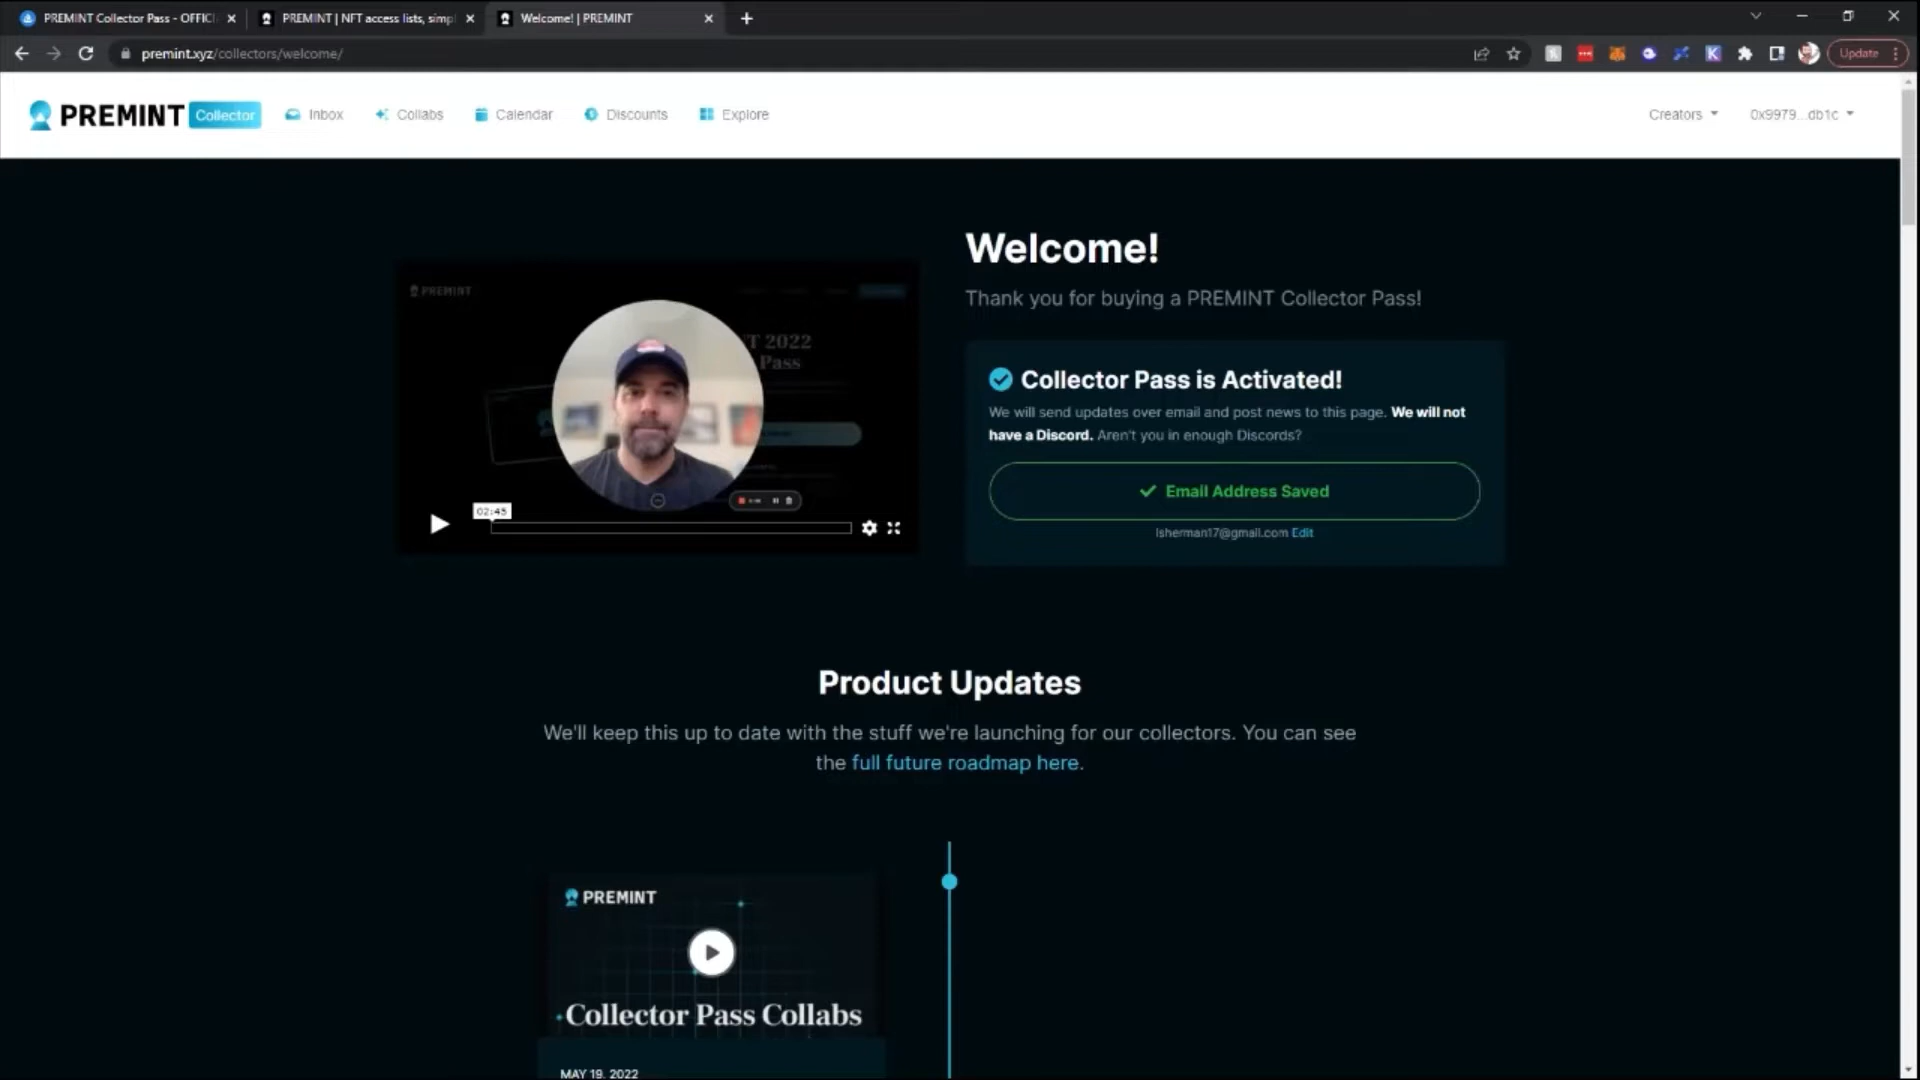 PREMINT Collector Pass - OFFICI
PREMINT | NFT access lists, simpl
Welcome! | PREMINT
premint.xyz/collectors/welcome/
Update
PREMINT Collector
Inbox
Collabs
Calendar
Discounts
Explore
Creators
0x9979...db1c
PREMINT
T 2022
Pass
02:45
Welcome!
Thank you for buying a PREMINT Collector Pass!
Collector Pass is Activated!
We will send updates over email and post news to this page. We will not
have a Discord. Aren't you in enough Discords?
Email Address Saved
lsherman17@gmail.com Edit
Product Updates
We'll keep this up to date with the stuff we're launching for our collectors. You can see
the full future roadmap here.
PREMINT
Collector Pass Collabs
MAY 19, 2022